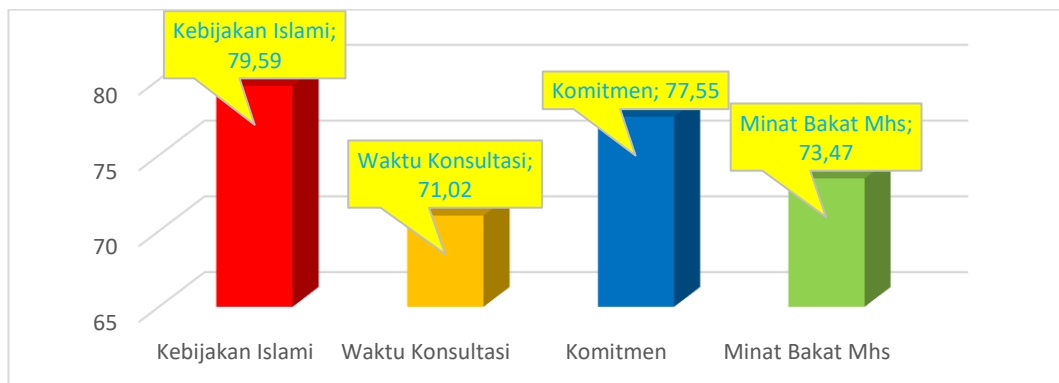 Kebijakan Islami;
79,59
Komitmen; 77,55
Minat Bakat Mhs;
73,47
Waktu Konsultasi;
71,02
80
75
70
65
Kebijakan Islami
Waktu Konsultasi
Komitmen
Minat Bakat Mhs